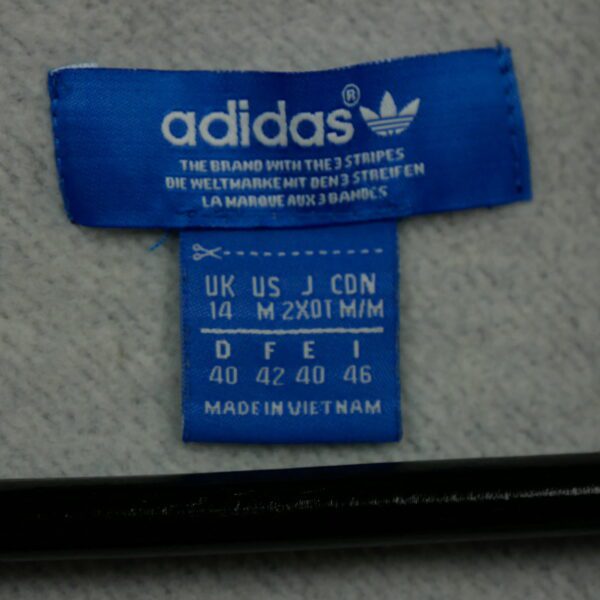 adidas®
THE BRAND WITH THE 3 STRIPES
DIE WELTMARKE MIT DEN 3 STREIFEN
LA MARQUE AUX 3 BANDES
UK US J CDN
14 M 2XOT M/M
D F E I
40 42 40 46
MADE IN VIETNAM